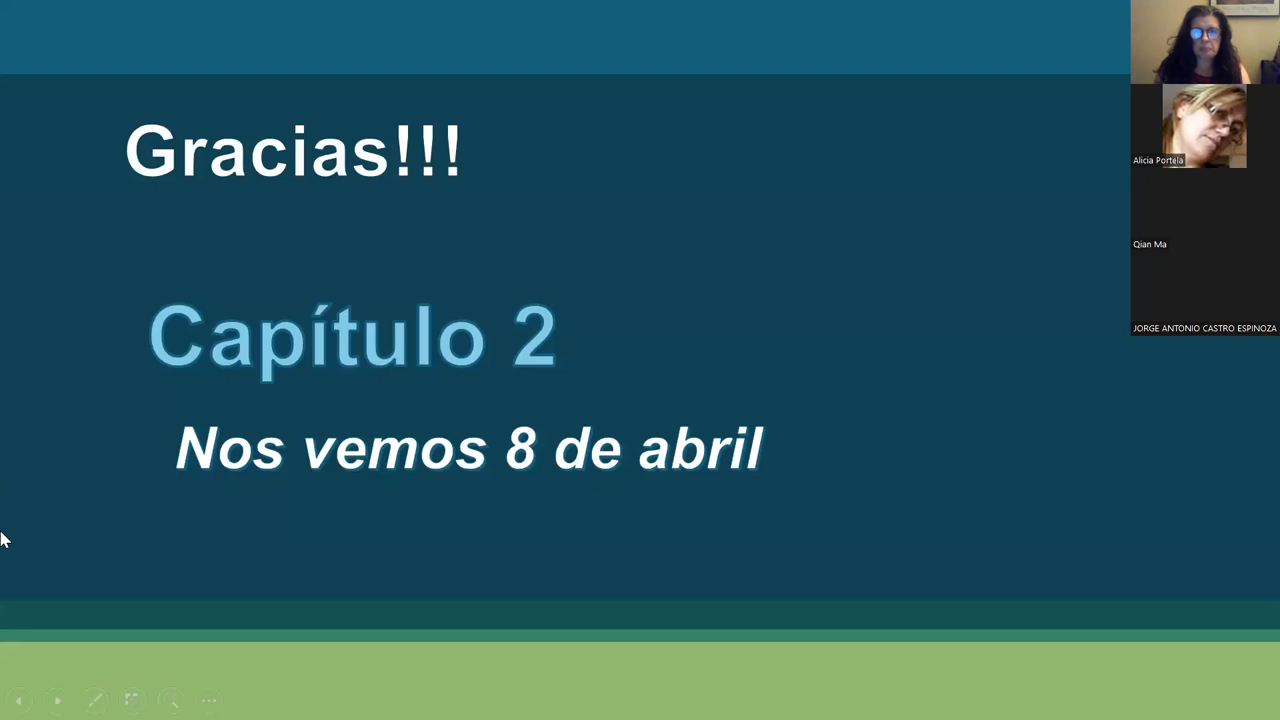 Gracias!!!
Capítulo 2
Nos vemos 8 de abril
Alicia Portela
Qian Ma
JORGE ANTONIO CASTRO ESPINOZA